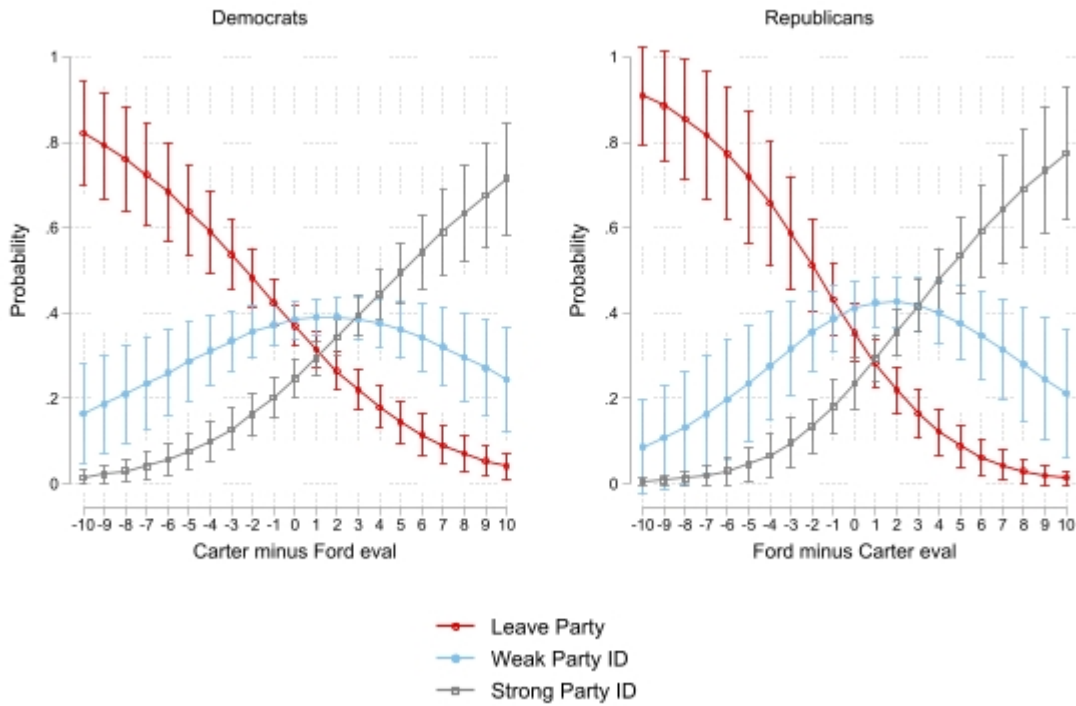 Democrats
Republicans
Probability
1
.8
.6
.4
.2
0
-10 -9 -8 -7 -6 -5 -4 -3 -2 -1 0 1 2 3 4 5 6 7 8 9 10
Carter minus Ford eval
Probability
1
.8
.6
.4
.2
0
-10 -9 -8 -7 -6 -5 -4 -3 -2 -1 0 1 2 3 4 5 6 7 8 9 10
Ford minus Carter eval
Leave Party
Weak Party ID
Strong Party ID